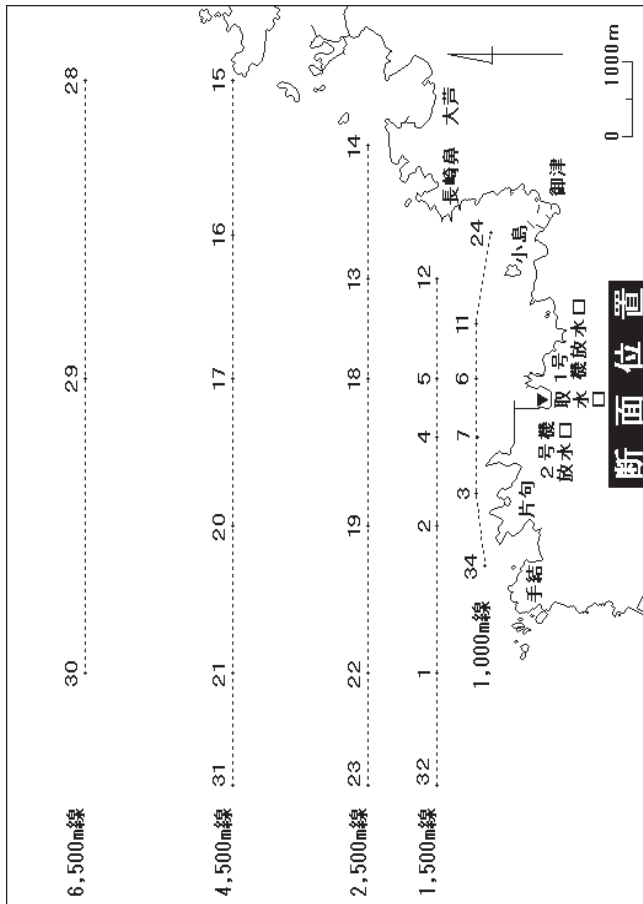 6,500m線 30 29 28
4,500m線 31 21 20 17 16 15
2,500m線 23 22 19 18 13 14
1,500m線 32 1 2 4 5 12
1,000m線 34 3 7 6 11 24
手結
片句
2号機
放水口
取水口
1号
機放水口
小島
御津
長崎鼻
大芦
0 1000m
断面位置